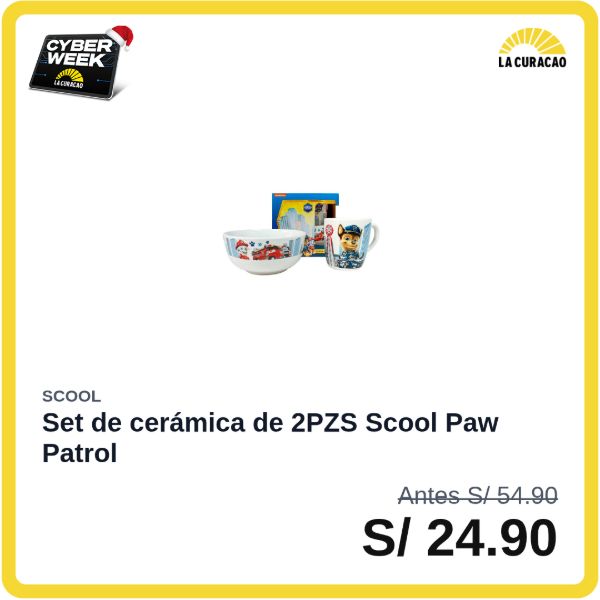 CYBER
WEEK
LA CURACAO
LA CURACAO
SCOOL
Set de cerámica de 2PZS Scool Paw
Patrol
Antes S/ 54.90
S/ 24.90